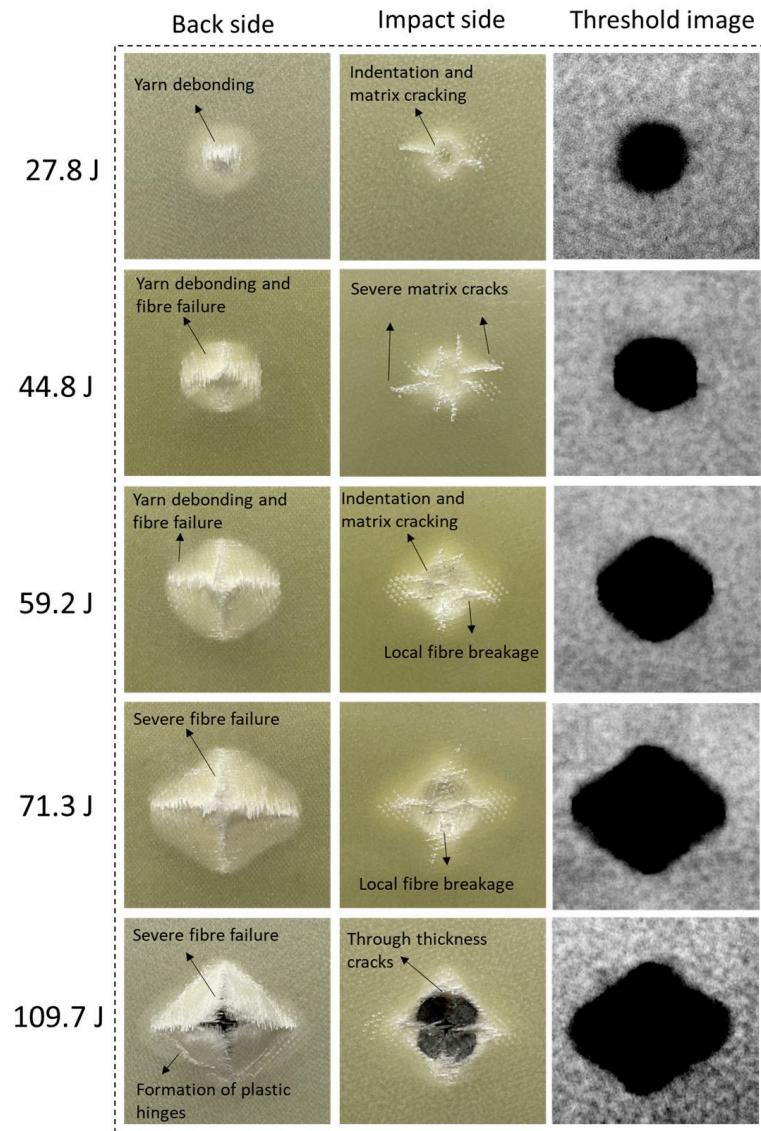 Back side
Impact side
Threshold image
27.8 J
Yarn debonding
Indentation and
matrix cracking
44.8 J
Yarn debonding and
fibre failure
Severe matrix cracks
59.2 J
Yarn debonding and
fibre failure
Indentation and
matrix cracking
Local fibre breakage
71.3 J
Severe fibre failure
Local fibre breakage
109.7 J
Severe fibre failure
Formation of plastic
hinges
Through thickness
cracks